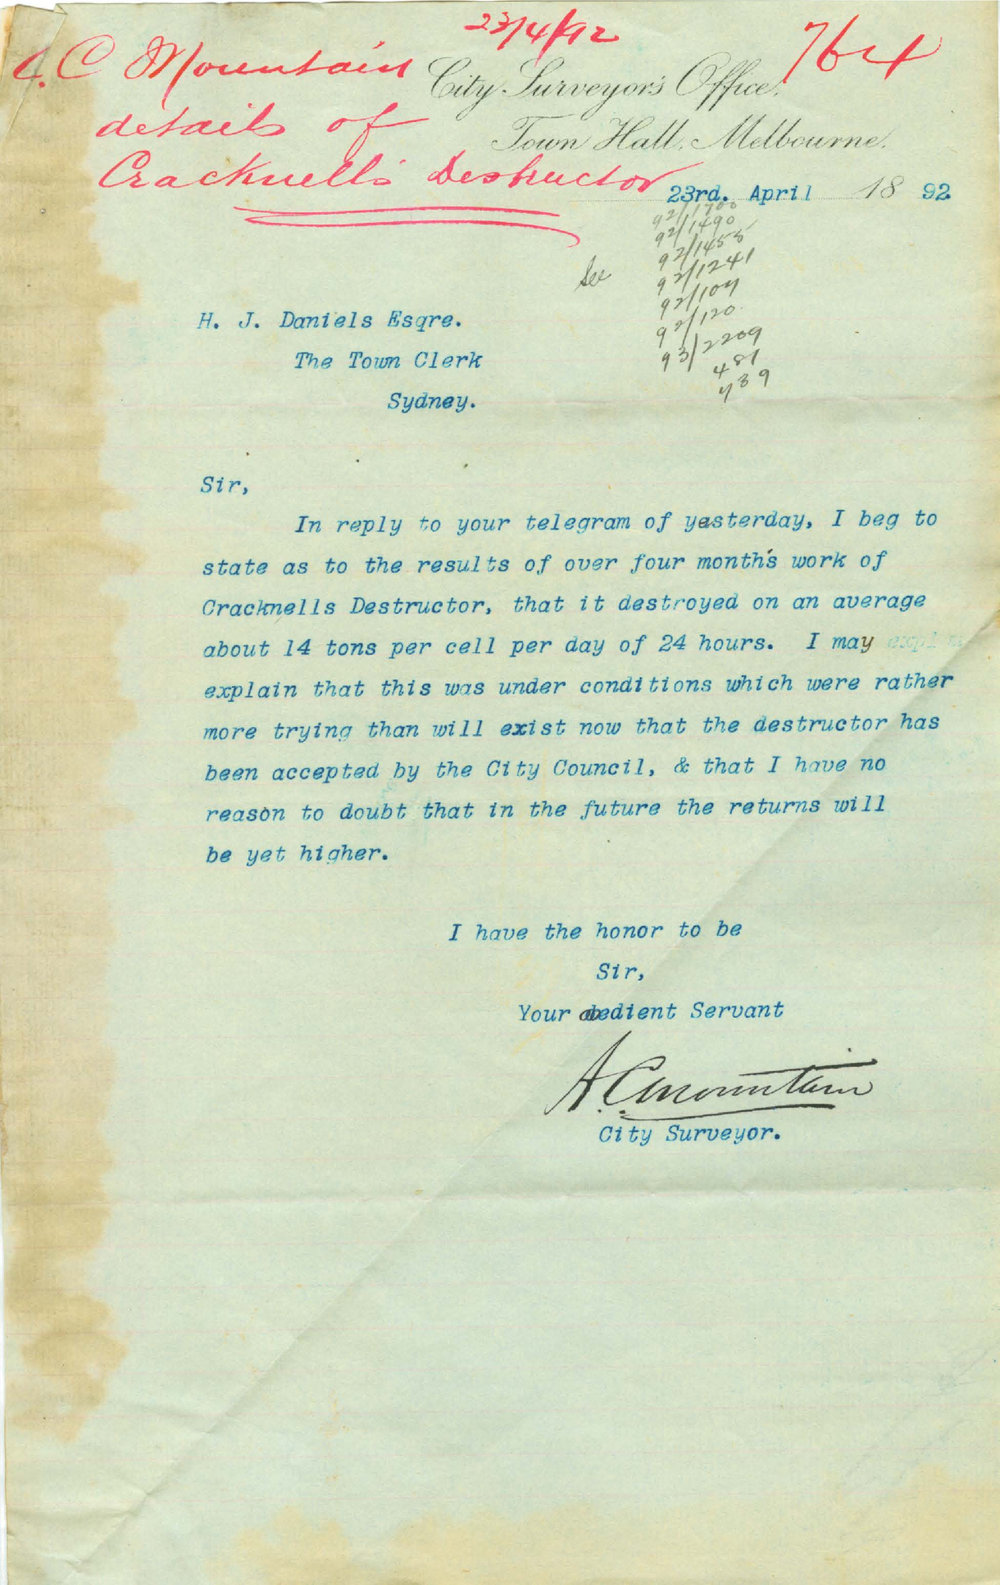 23/4/92
764
A.C Mountain
details of
Cracknell's Destructor
City Surveyor's Office,
Town Hall, Melbourne.
23rd. April 1892
92/1700
92/1490
92/1455
See 92/1241
92/104
92/120
93/2209
481
739
H. J. Daniels Esqre.
The Town Clerk
Sydney.
Sir,
In reply to your telegram of yesterday, I beg to
state as to the results of over four month's work of
Cracknells Destructor, that it destroyed on an average
about 14 tons per cell per day of 24 hours. I may
explain that this was under conditions which were rather
more trying than will exist now that the destructor has
been accepted by the City Council, & that I have no
reason to doubt that in the future the returns will
be yet higher.
I have the honor to be
Sir,
Your obedient Servant
A.C. Mountain
City Surveyor.